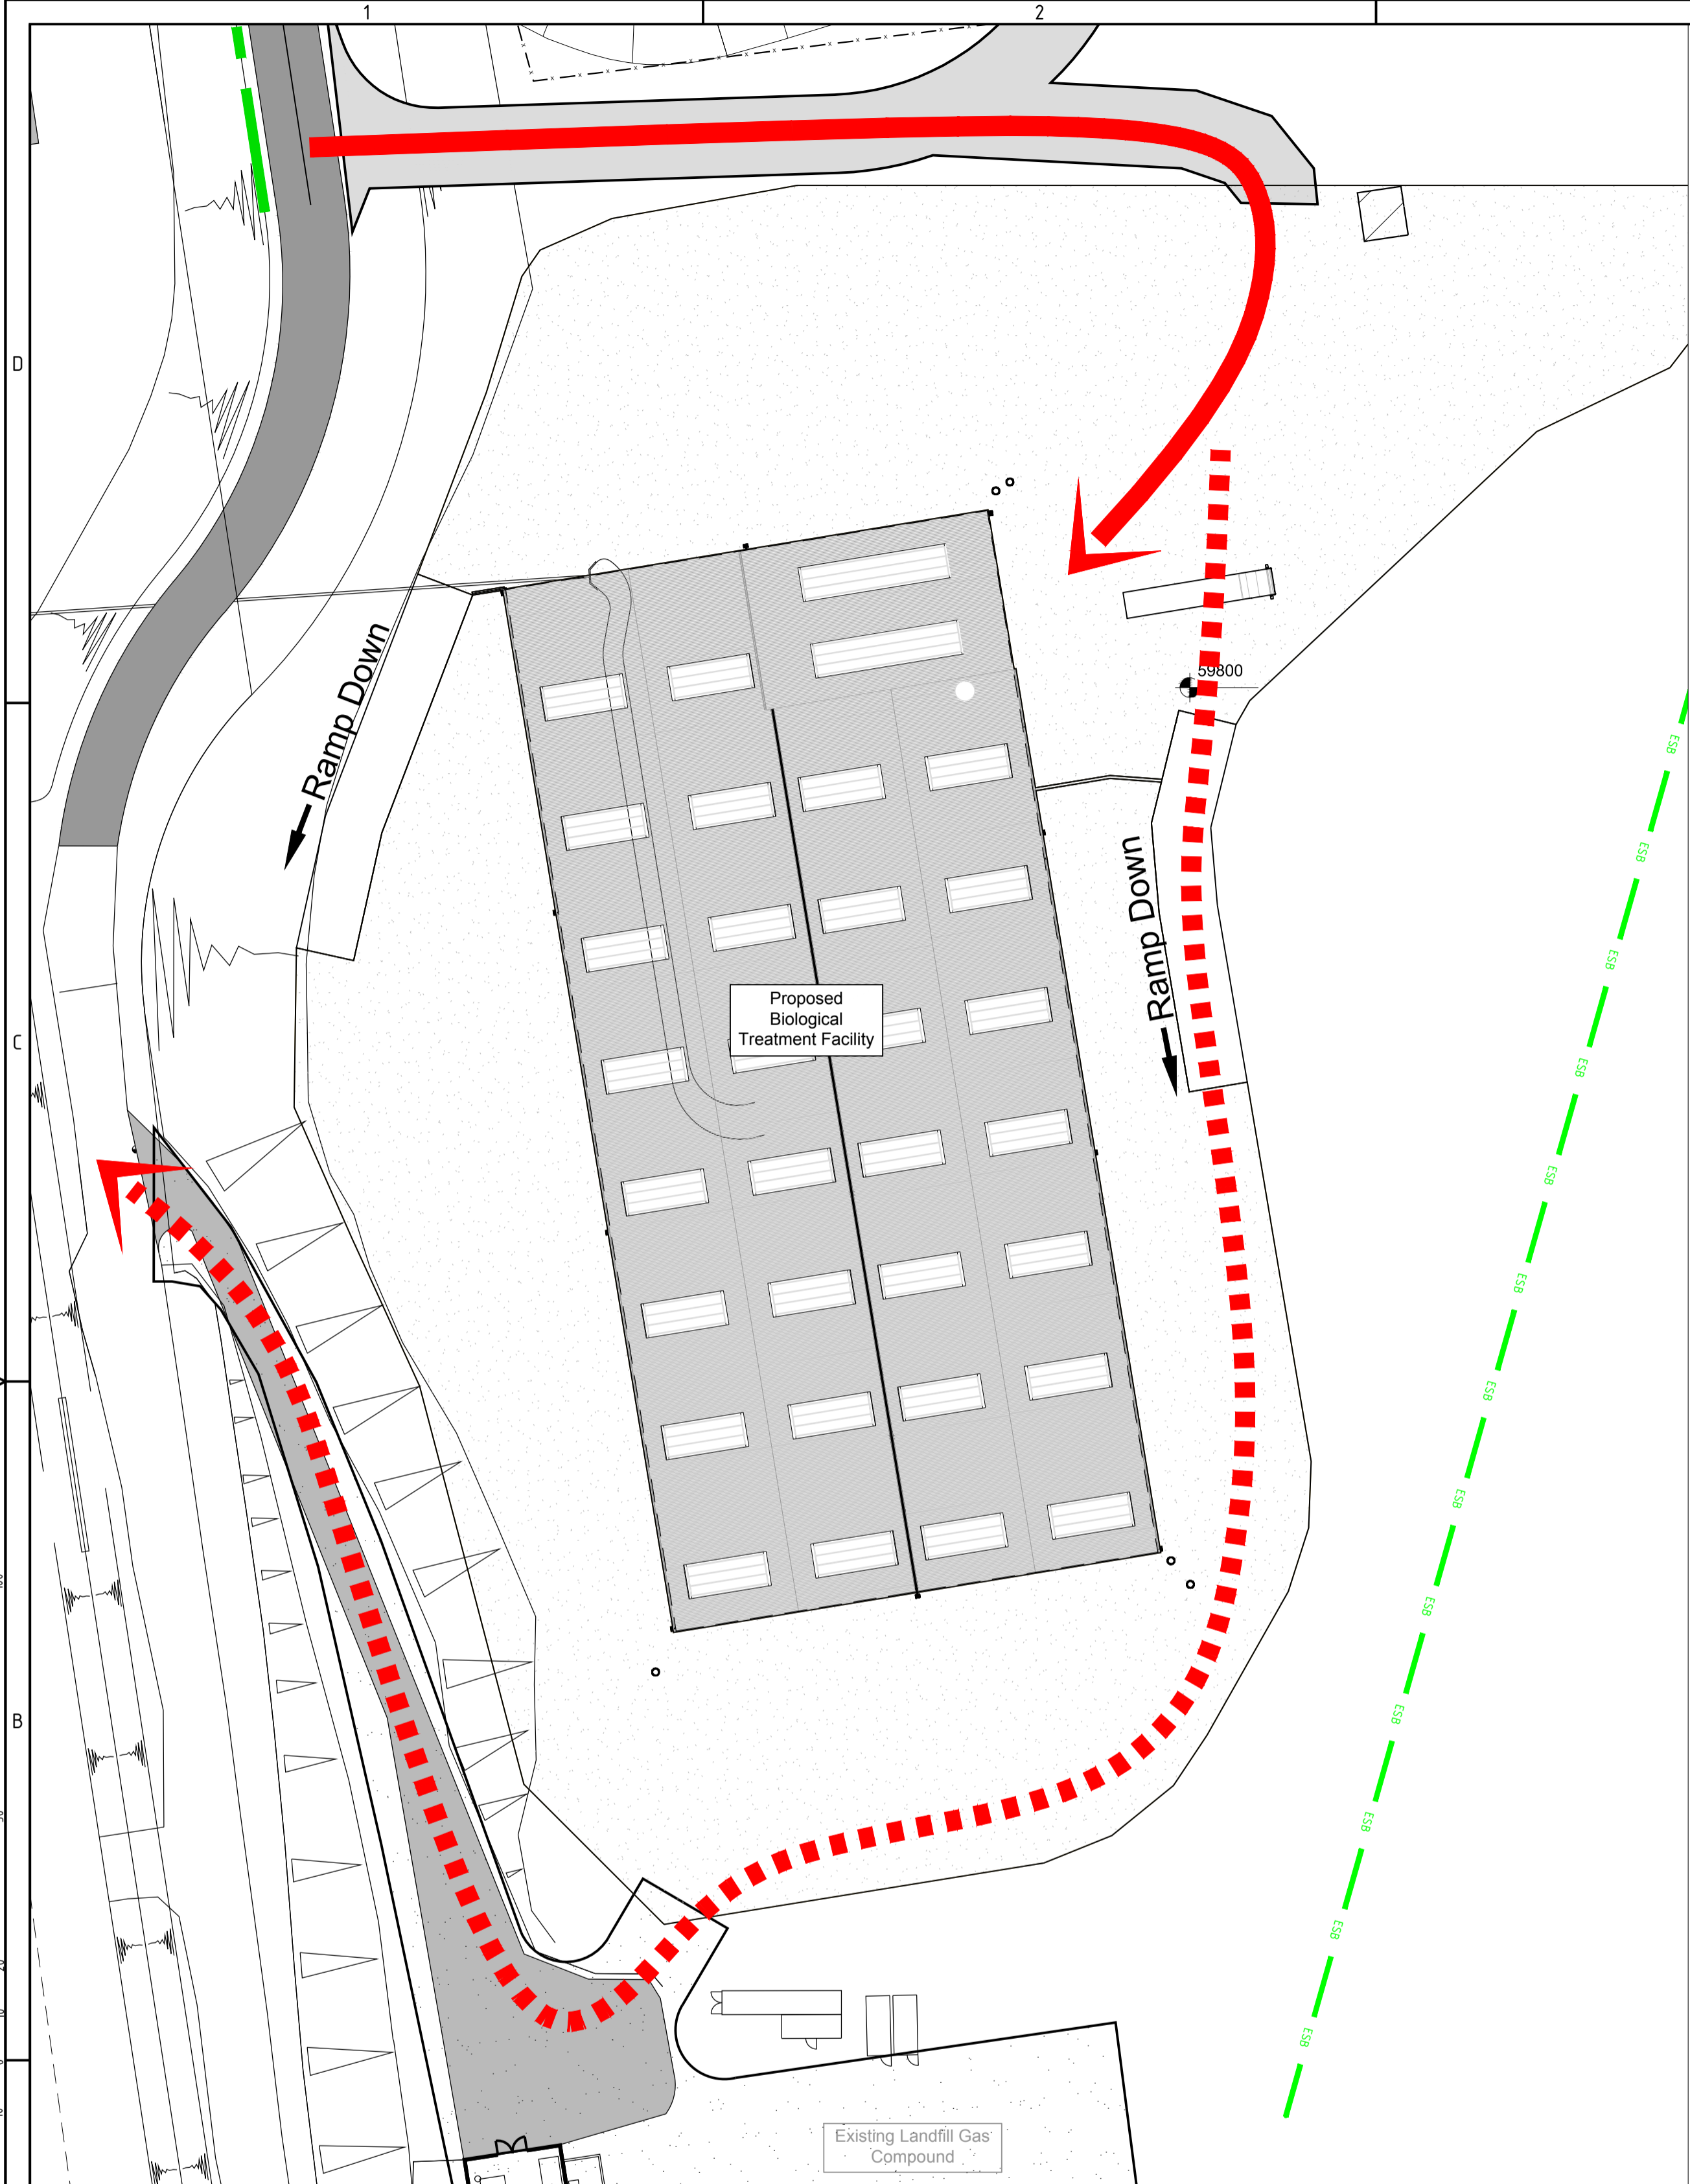 1
2
D
Ramp Down
59800
ESB
ESB
Ramp Down
ESB
Proposed
Biological
Treatment Facility
C
ESB
ESB
ESB
ESB
ESB
ESB
B
ESB
ESB
ESB
ESB
Existing Landfill Gas
Compound